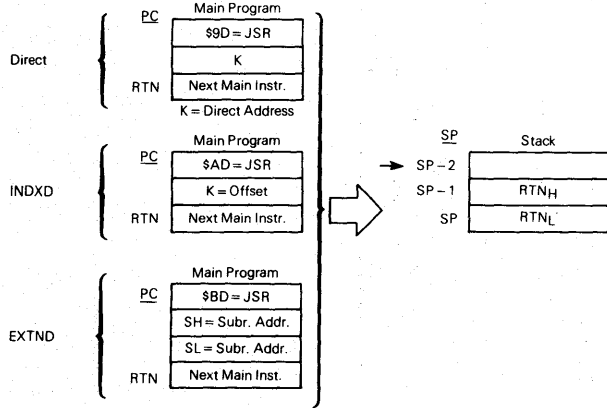 Main Program
PC
$9D = JSR
Direct
K
RTN
Next Main Instr.
K = Direct Address
Main Program
PC
$AD = JSR
INDXD
K = Offset
RTN
Next Main Instr.
Main Program
PC
$BD = JSR
SH = Subr. Addr.
EXTND
SL = Subr. Addr.
RTN
Next Main Inst.
SP
Stack
SP – 2
SP – 1
RTNH
SP
RTNL